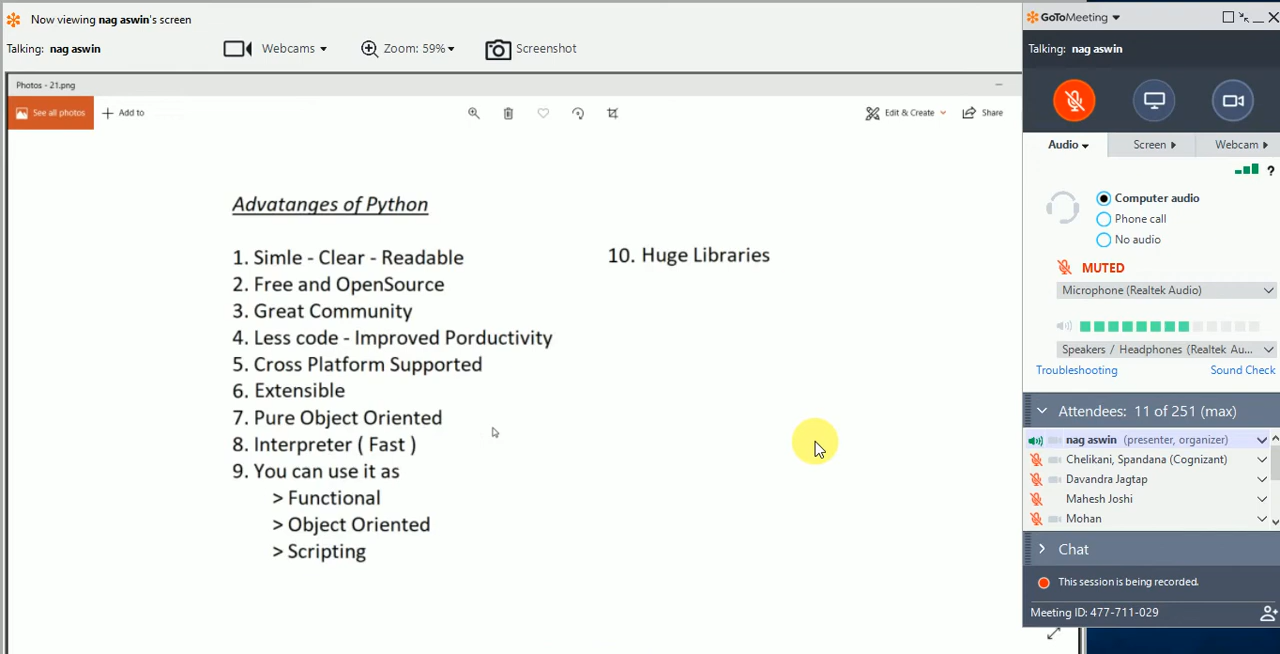 Now viewing nag aswin's screen
Talking: nag aswin
Webcams
Zoom: 59%
Screenshot
Photos - 21.png
See all photos
Add to
Edit & Create
Share
Advatanges of Python
1. Simle - Clear - Readable
2. Free and OpenSource
3. Great Community
4. Less code - Improved Porductivity
5. Cross Platform Supported
6. Extensible
7. Pure Object Oriented
8. Interpreter ( Fast )
9. You can use it as
> Functional
> Object Oriented
> Scripting
10. Huge Libraries
GoToMeeting
Talking: nag aswin
Audio
Screen
Webcam
?
Computer audio
Phone call
No audio
MUTED
Microphone (Realtek Audio)
Speakers / Headphones (Realtek Au...
Troubleshooting
Sound Check
Attendees: 11 of 251 (max)
nag aswin (presenter, organizer)
Chelikani, Spandana (Cognizant)
Davandra Jagtap
Mahesh Joshi
Mohan
Chat
This session is being recorded.
Meeting ID: 477-711-029